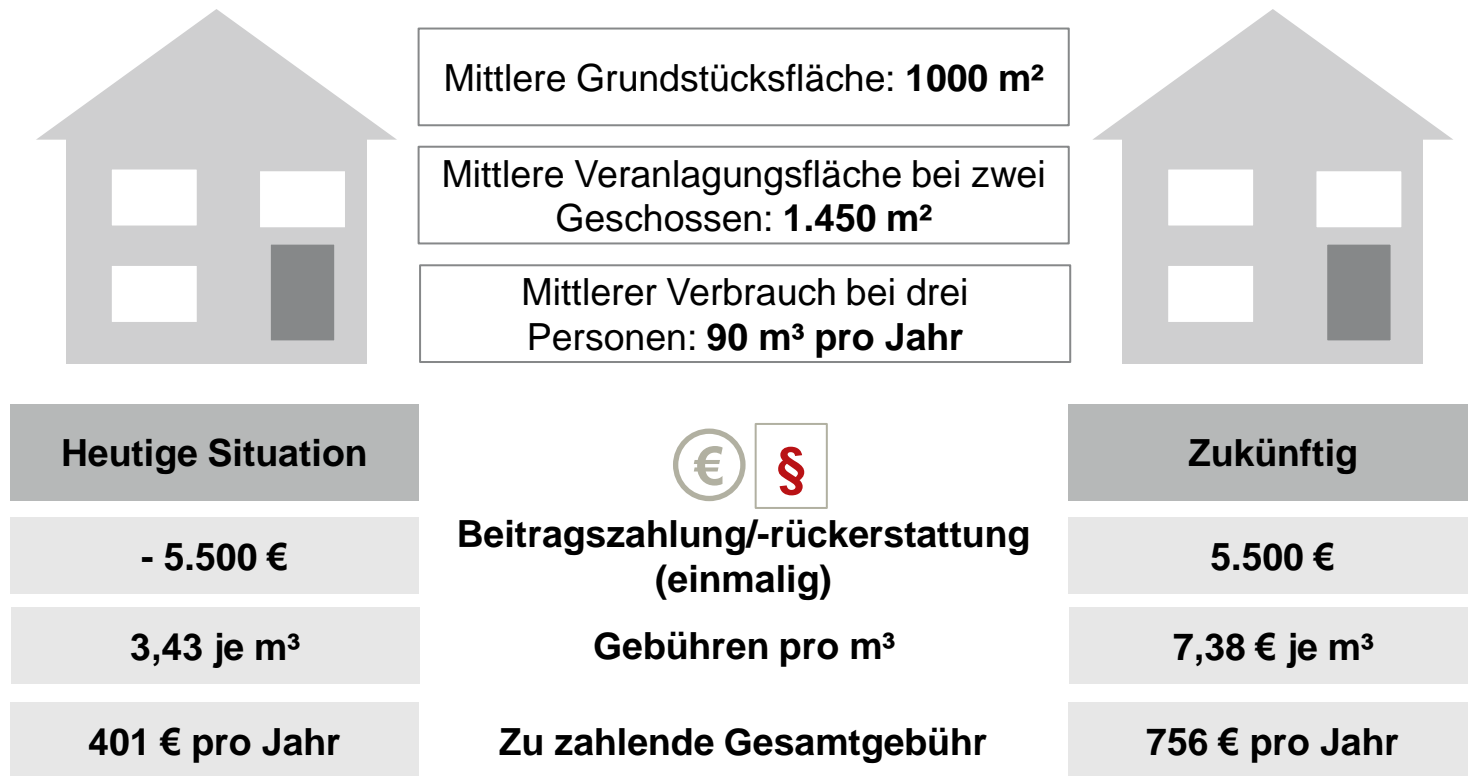 Mittlere Grundstücksfläche: 1000 m²
Mittlere Veranlagungsfläche bei zwei
Geschossen: 1.450 m²
Mittlerer Verbrauch bei drei
Personen: 90 m³ pro Jahr
Heutige Situation
€ §
Zukünftig
- 5.500 €
Beitragszahlung/-rückerstattung
(einmalig)
5.500 €
3,43 je m³
Gebühren pro m³
7,38 € je m³
401 € pro Jahr
Zu zahlende Gesamtgebühr
756 € pro Jahr